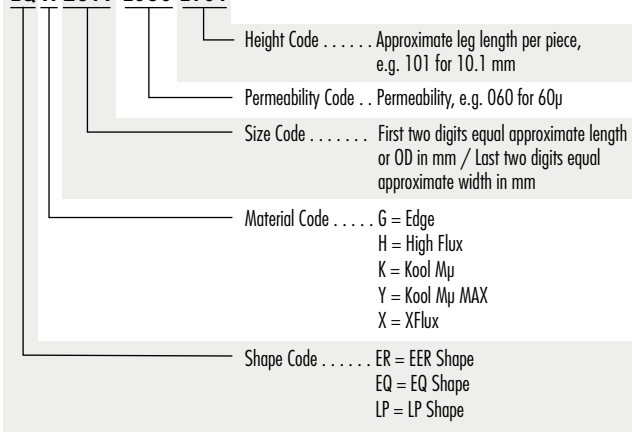 Height Code . . . . . . Approximate leg length per piece,
e.g. 101 for 10.1 mm
Permeability Code . . Permeability, e.g. 060 for 60µ
Size Code . . . . . . . First two digits equal approximate length
or OD in mm / Last two digits equal
approximate width in mm
Material Code . . . . . G = Edge
H = High Flux
K = Kool Mµ
Y = Kool Mµ MAX
X = XFlux
Shape Code . . . . . . ER = EER Shape
EQ = EQ Shape
LP = LP Shape